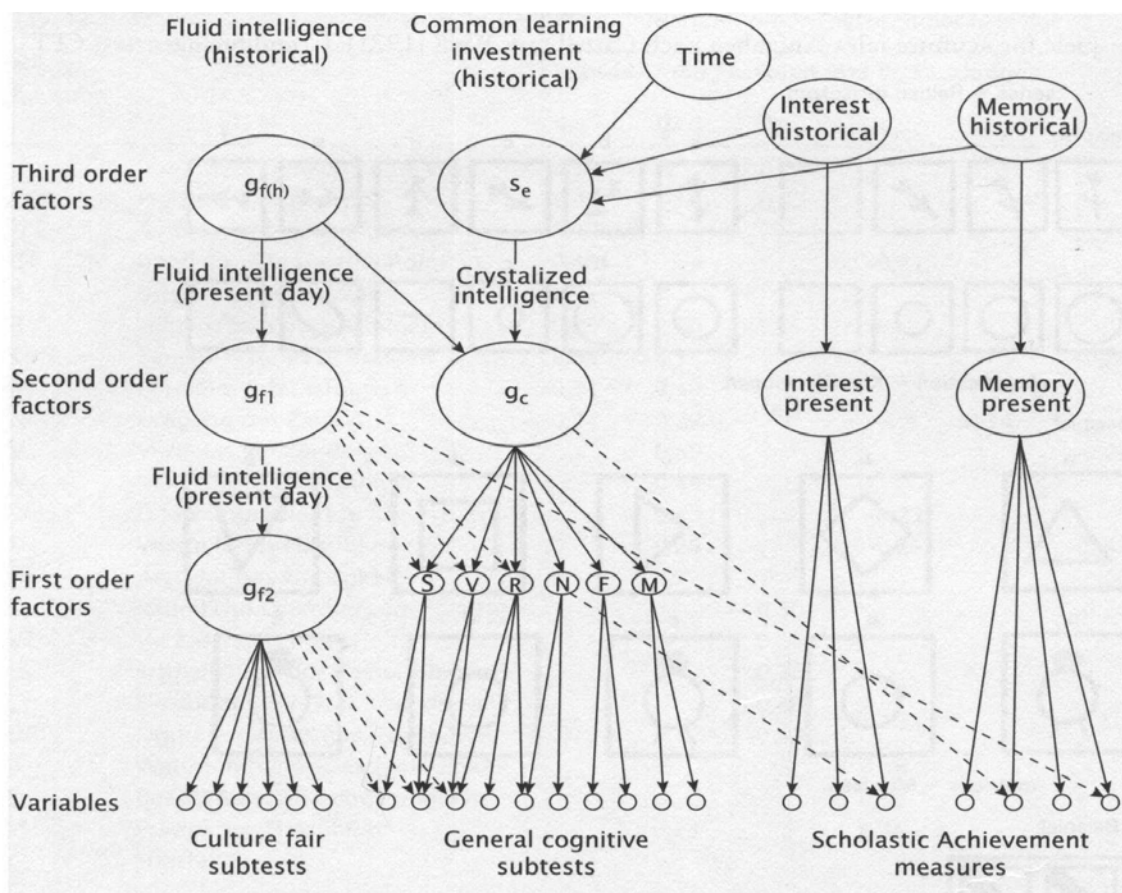 Fluid intelligence
(historical)
Common learning
investment
(historical)
Time
Interest
historical
Memory
historical
Third order
factors
gf(h)
se
Fluid intelligence
(present day)
Crystalized
intelligence
Second order
factors
gf1
gc
Interest
present
Memory
present
Fluid intelligence
(present day)
First order
factors
gf2
S V R N F M
Variables
Culture fair
subtests
General cognitive
subtests
Scholastic Achievement
measures